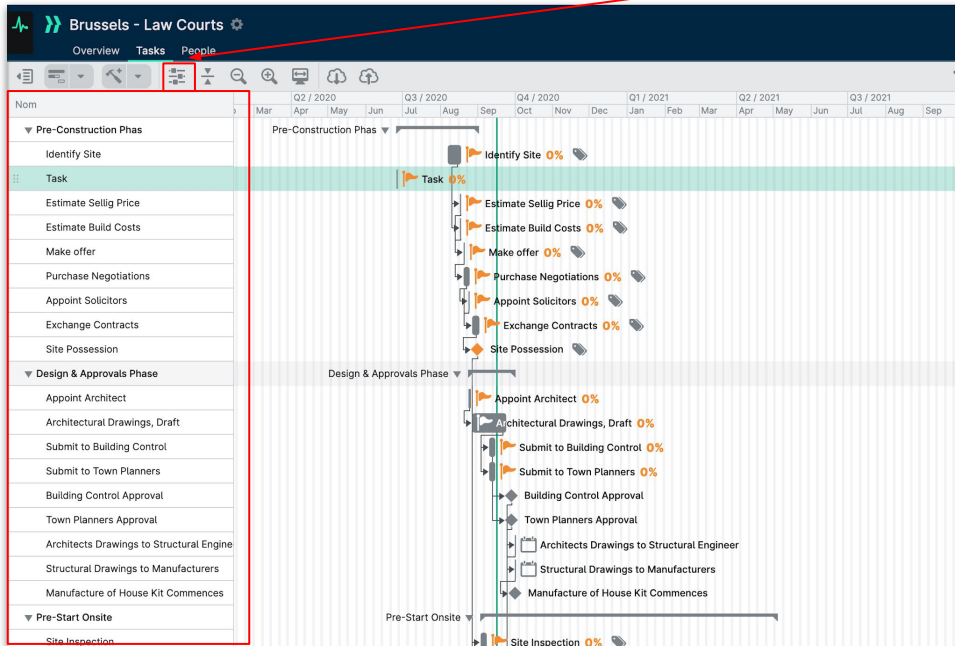 Brussels - Law Courts
Overview Tasks People
Nom
Q2 / 2020 Q3 / 2020 Q4 / 2020 Q1 / 2021 Q2 / 2021 Q3 / 2021
Mar Apr May Jun Jul Aug Sep Oct Nov Dec Jan Feb Mar Apr May Jun Jul Aug Sep
Pre-Construction Phas Pre-Construction Phas
Identify Site Identify Site 0%
Task Task 0%
Estimate Sellig Price Estimate Sellig Price 0%
Estimate Build Costs Estimate Build Costs 0%
Make offer Make offer 0%
Purchase Negotiations Purchase Negotiations 0%
Appoint Solicitors Appoint Solicitors 0%
Exchange Contracts Exchange Contracts 0%
Site Possession Site Possession
Design & Approvals Phase Design & Approvals Phase
Appoint Architect Appoint Architect 0%
Architectural Drawings, Draft Architectural Drawings, Draft 0%
Submit to Building Control Submit to Building Control 0%
Submit to Town Planners Submit to Town Planners 0%
Building Control Approval Building Control Approval
Town Planners Approval Town Planners Approval
Architects Drawings to Structural Engine Architects Drawings to Structural Engineer
Structural Drawings to Manufacturers Structural Drawings to Manufacturers
Manufacture of House Kit Commences Manufacture of House Kit Commences
Pre-Start Onsite Pre-Start Onsite
Site Inspection Site Inspection 0%